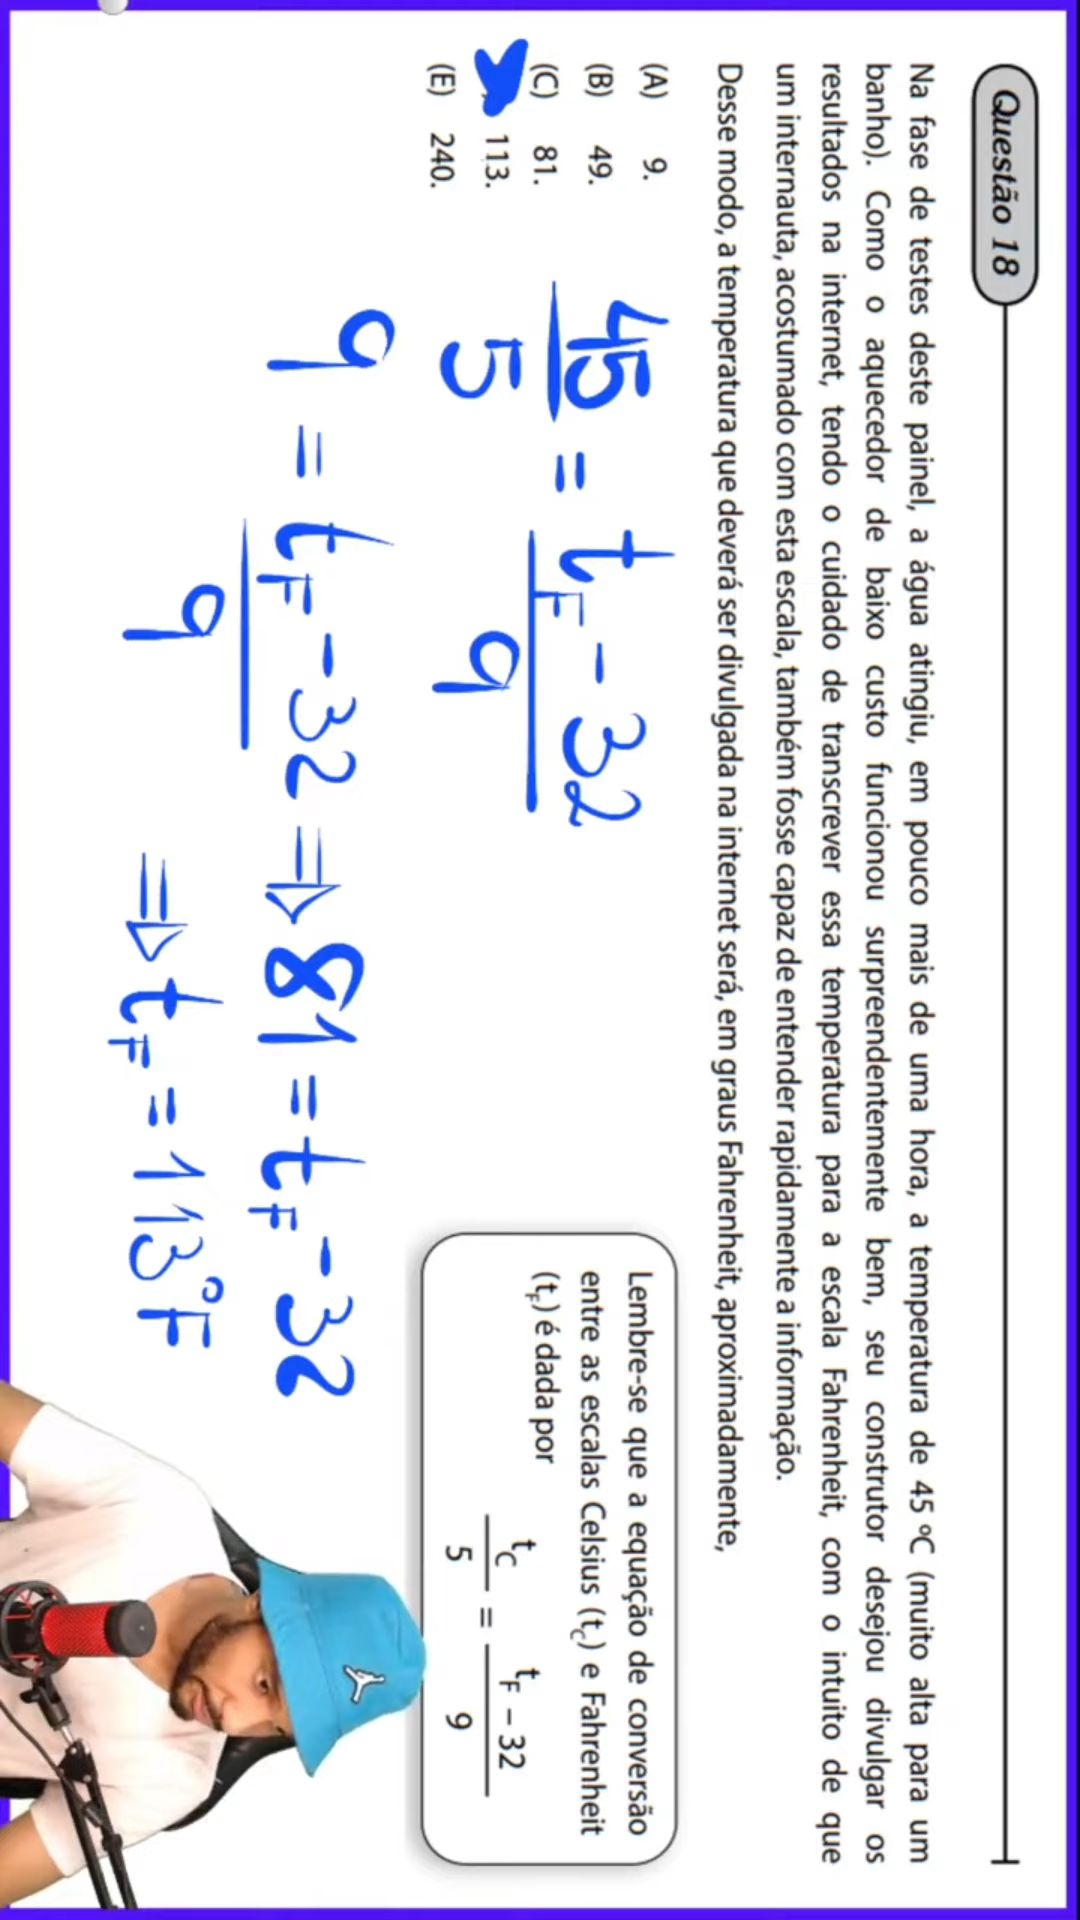 Questão 18
Na fase de testes deste painel, a água atingiu, em pouco mais de uma hora, a temperatura de 45 ºC (muito alta para um
banho). Como o aquecedor de baixo custo funcionou surpreendentemente bem, seu construtor desejou divulgar os
resultados na internet, tendo o cuidado de transcrever essa temperatura para a escala Fahrenheit, com o intuito de que
um internauta, acostumado com esta escala, também fosse capaz de entender rapidamente a informação.
Desse modo, a temperatura que deverá ser divulgada na internet será, em graus Fahrenheit, aproximadamente,
(A) 9.
(B) 49.
(C) 81.
113.
(E) 240.
Lembre-se que a equação de conversão
entre as escalas Celsius (tC) e Fahrenheit
(tF) é dada por
tC/5 = tF – 32/9
45/5 = tF - 32/9
9 = tF - 32/9 ⇒ 81 = tF - 32
⇒ tF = 113°F